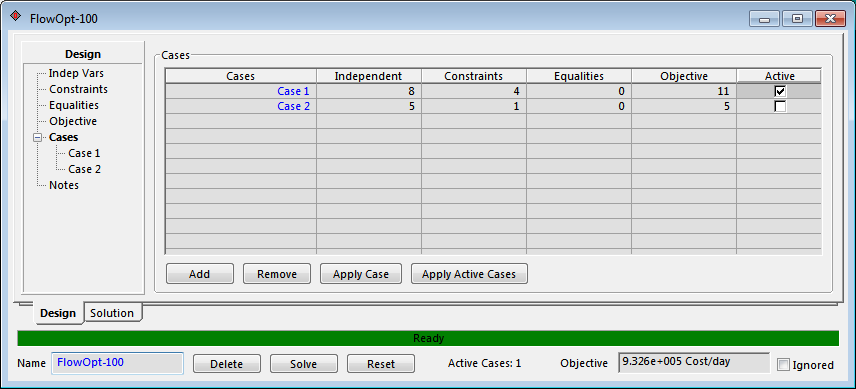 FlowOpt-100
Design
Indep Vars
Constraints
Equalities
Objective
Cases
Case 1
Case 2
Notes
Cases
Cases Independent Constraints Equalities Objective Active
Case 1 8 4 0 11
Case 2 5 1 0 5
Add Remove Apply Case Apply Active Cases
Design Solution
Ready
Name FlowOpt-100 Delete Solve Reset Active Cases: 1 Objective 9.326e+005 Cost/day Ignored